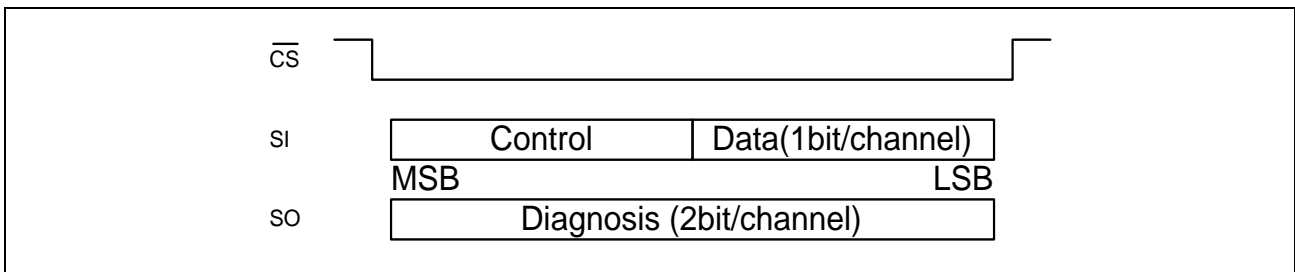 CS
SI Control Data(1bit/channel)
MSB LSB
SO Diagnosis (2bit/channel)